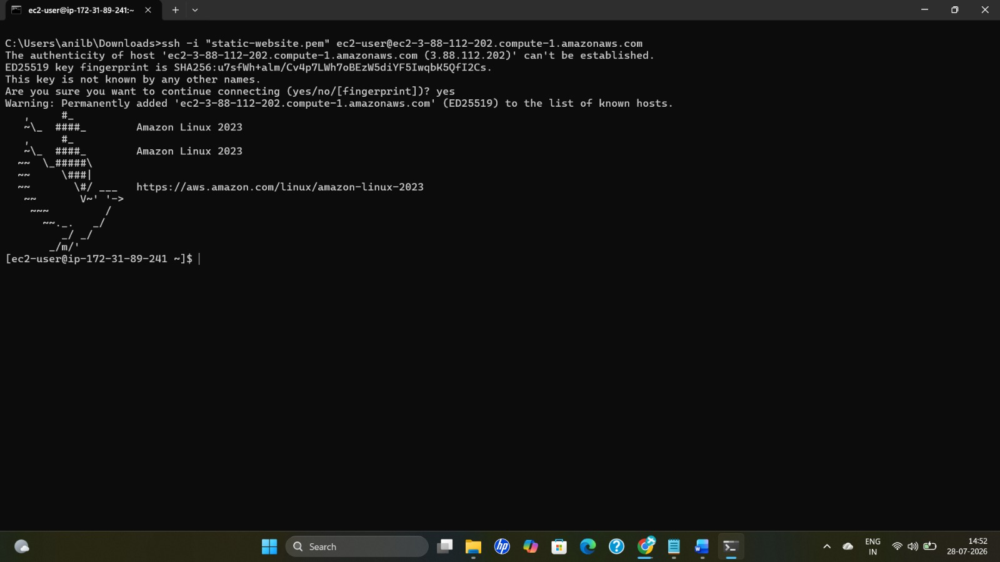 ec2-user@ip-172-31-89-241:~
C:\Users\anilb\Downloads>ssh -i "static-website.pem" ec2-user@ec2-3-88-112-202.compute-1.amazonaws.com
The authenticity of host 'ec2-3-88-112-202.compute-1.amazonaws.com (3.88.112.202)' can't be established.
ED25519 key fingerprint is SHA256:u7sfWh+alm/Cv4p7LWh7oBEzW5diYF5IwqbK5QfI2Cs.
This key is not known by any other names.
Are you sure you want to continue connecting (yes/no/[fingerprint])? yes
Warning: Permanently added 'ec2-3-88-112-202.compute-1.amazonaws.com' (ED25519) to the list of known hosts.
   ,     #_
   ~\_  ####_        Amazon Linux 2023
   ,     #_
   ~\_  ####_        Amazon Linux 2023
  ~~  \_#####\
  ~~     \###|
  ~~       \#/ ___   https://aws.amazon.com/linux/amazon-linux-2023
   ~~       V~' '->
    ~~~         /
      ~~._.   _/
         _/ _/
       _/m/'
[ec2-user@ip-172-31-89-241 ~]$
Search
hp
ENG
IN
14:52
28-07-2026